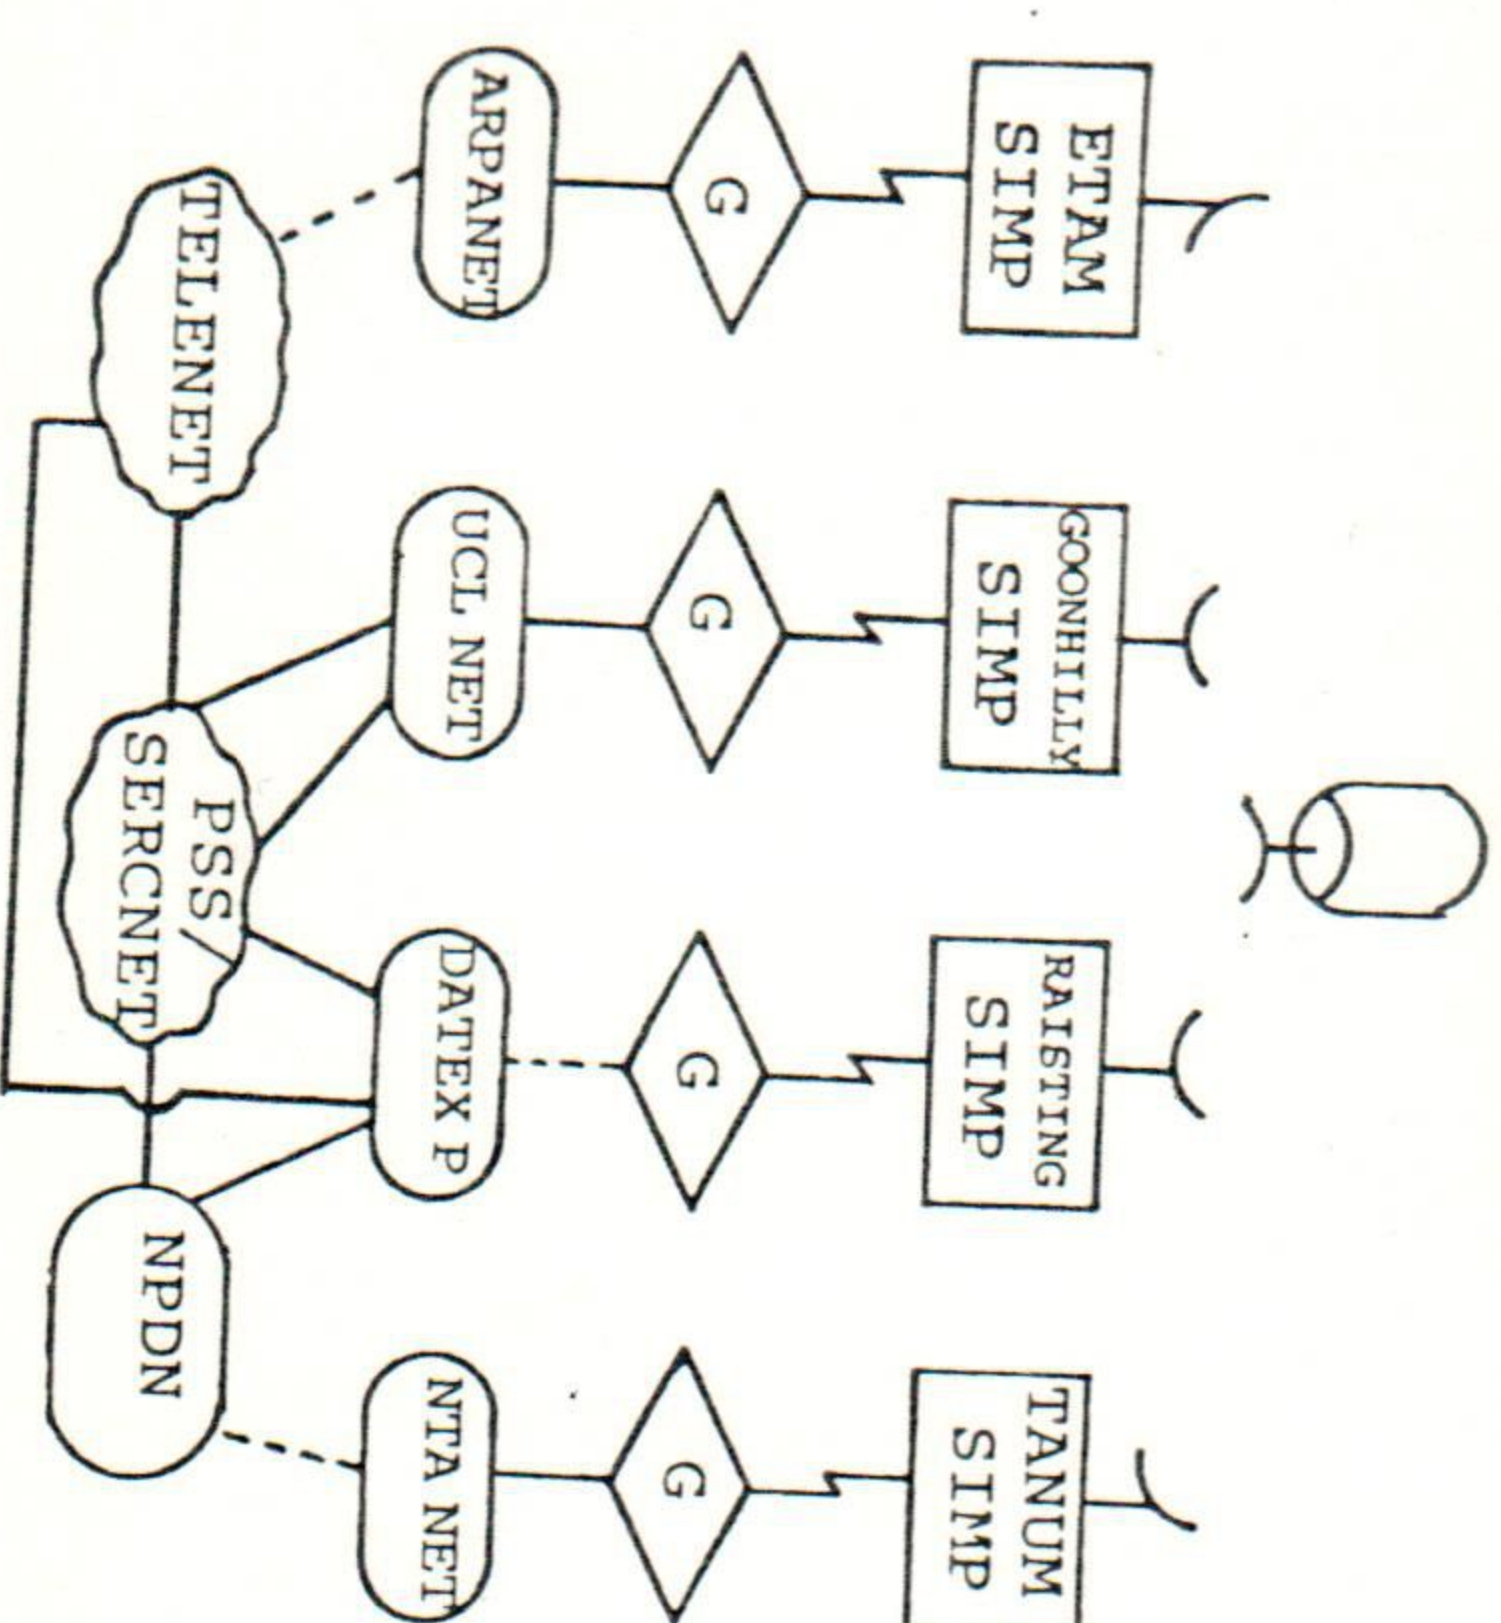 ETAM
SIMP
GOONHILLY
SIMP
RAISTING
SIMP
TANUM
SIMP
G
G
G
G
ARPANET
UCL NET
DATEX P
NTA NET
TELENET
PSS/
SERCNET
NPDN